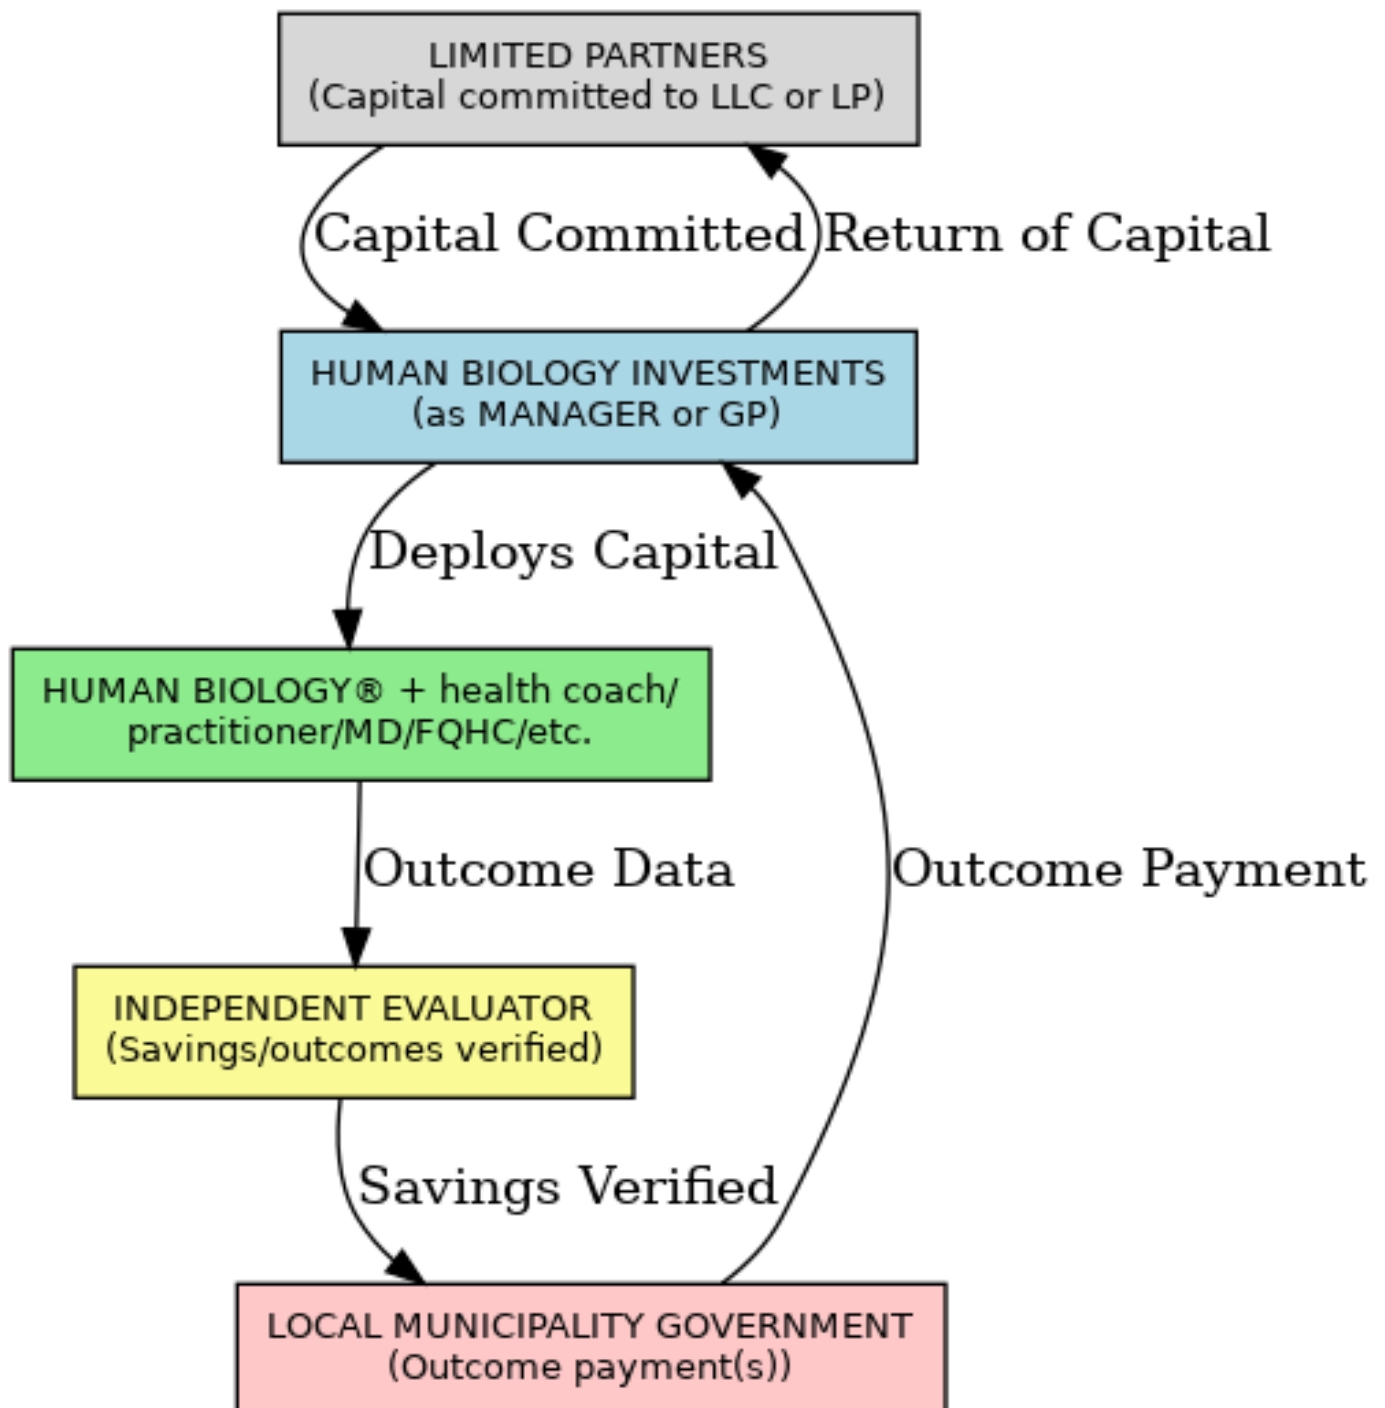 LIMITED PARTNERS
(Capital committed to LLC or LP)
Capital Committed
Return of Capital
HUMAN BIOLOGY INVESTMENTS
(as MANAGER or GP)
Deploys Capital
HUMAN BIOLOGY® + health coach/
practitioner/MD/FQHC/etc.
Outcome Data
Outcome Payment
INDEPENDENT EVALUATOR
(Savings/outcomes verified)
Savings Verified
LOCAL MUNICIPALITY GOVERNMENT
(Outcome payment(s))